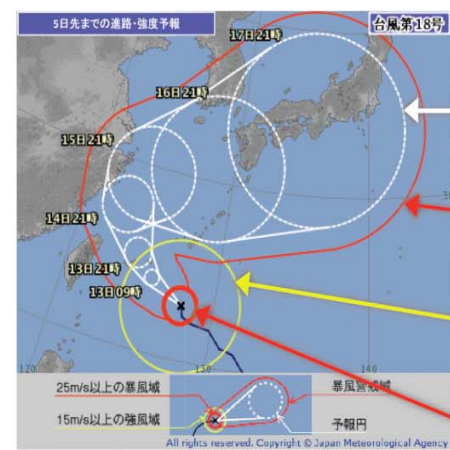 5日先までの進路・強度予報
台風第18号
17日21時
16日21時
15日21時
14日21時
13日21時
13日09時
30
120
130
140
25m/s以上の暴風域
暴風警戒域
15m/s以上の強風域
予報円
All rights reserved. Copyright © Japan Meteorological Agency